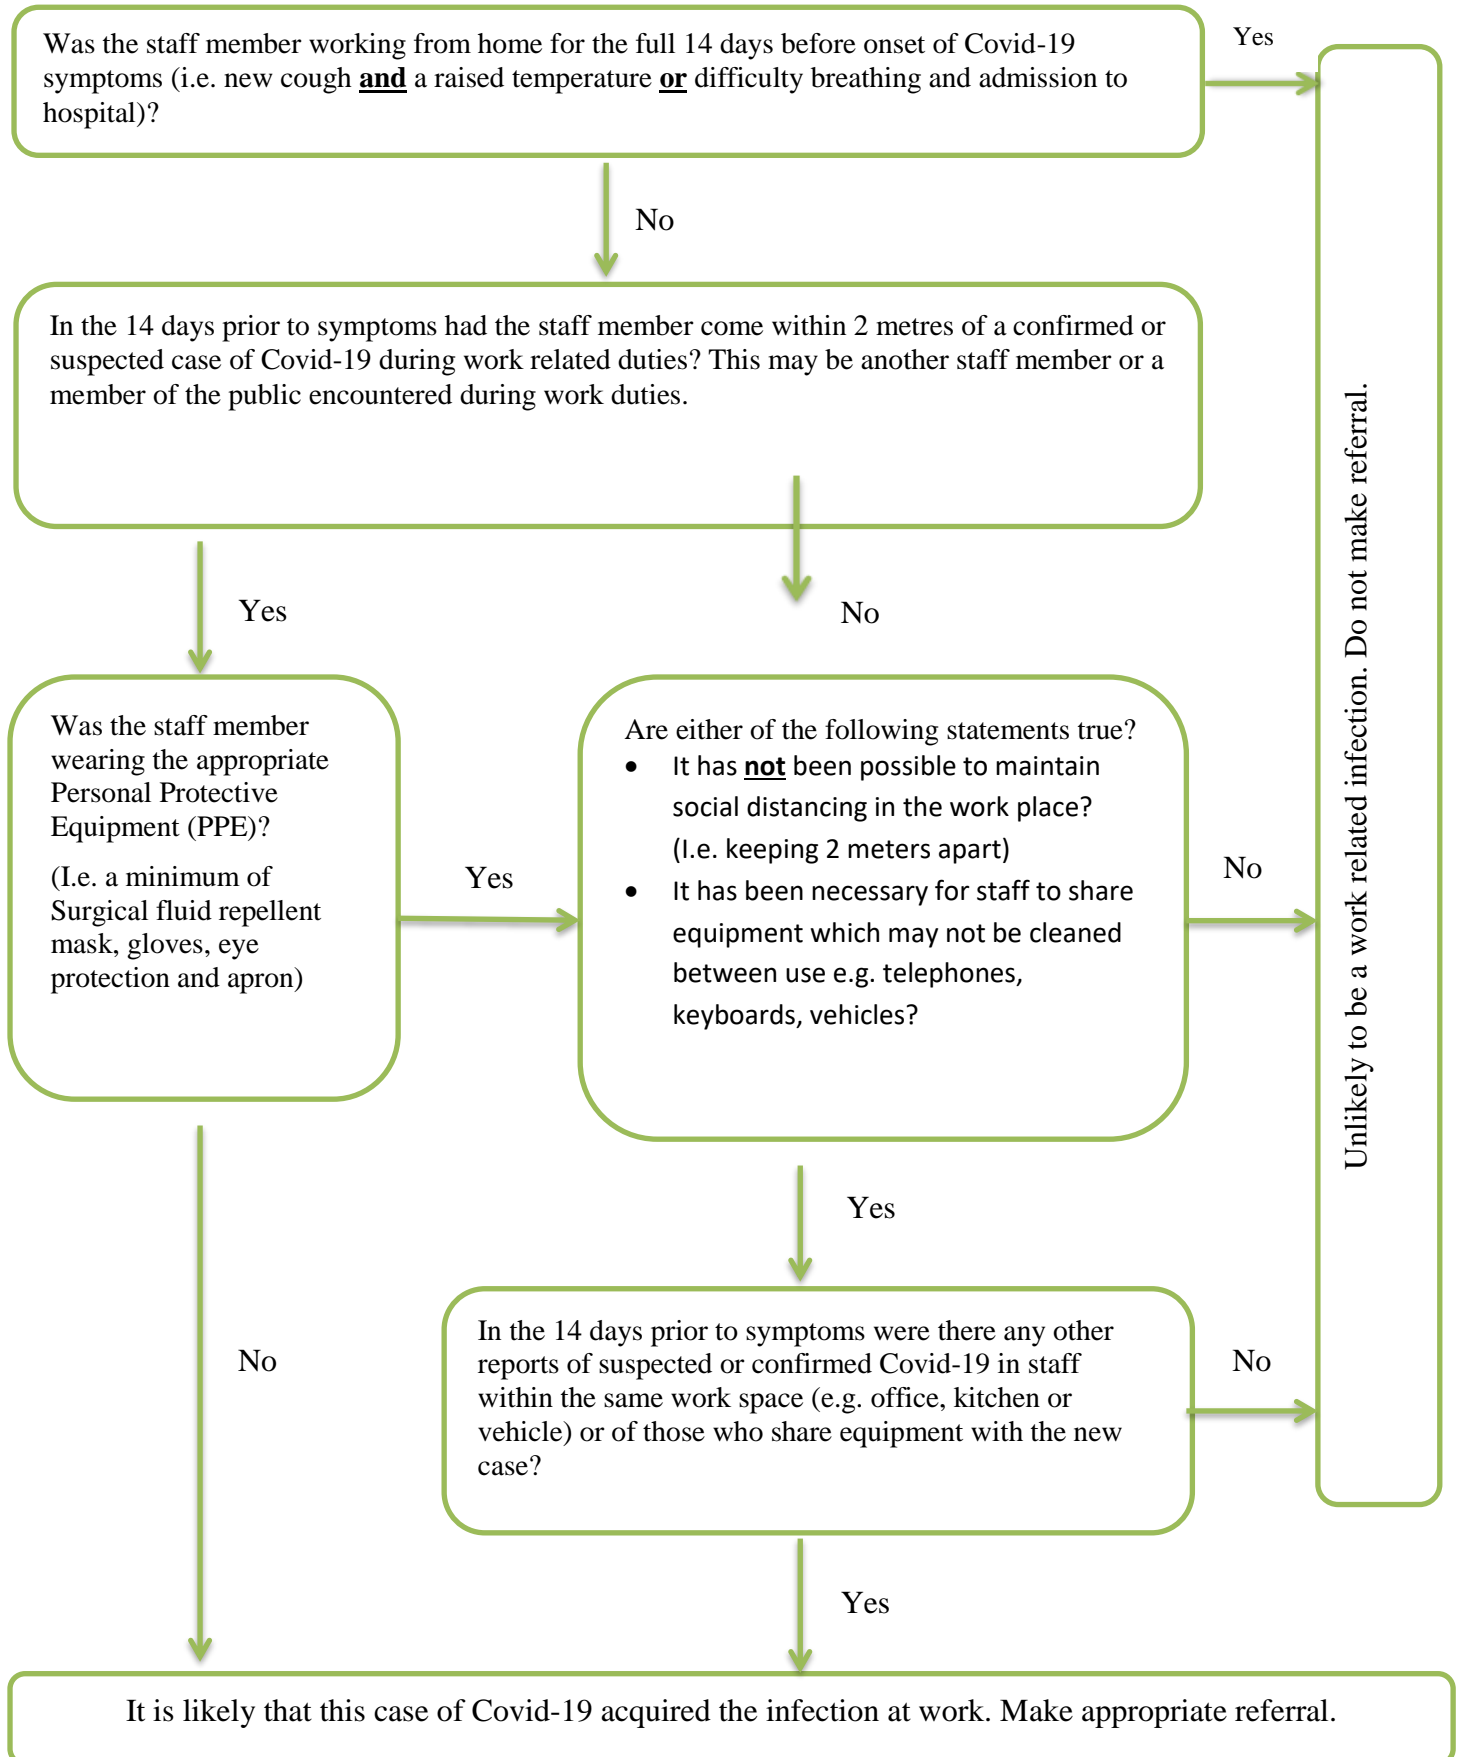 Was the staff member working from home for the full 14 days before onset of Covid-19
symptoms (i.e. new cough and a raised temperature or difficulty breathing and admission to
hospital)?
Yes
No
In the 14 days prior to symptoms had the staff member come within 2 metres of a confirmed or
suspected case of Covid-19 during work related duties? This may be another staff member or a
member of the public encountered during work duties.
Yes
No
Was the staff member
wearing the appropriate
Personal Protective
Equipment (PPE)?
(I.e. a minimum of
Surgical fluid repellent
mask, gloves, eye
protection and apron)
Yes
Are either of the following statements true?
• It has not been possible to maintain
social distancing in the work place?
(I.e. keeping 2 meters apart)
• It has been necessary for staff to share
equipment which may not be cleaned
between use e.g. telephones,
keyboards, vehicles?
No
Unlikely to be a work related infection. Do not make referral.
Yes
No
In the 14 days prior to symptoms were there any other
reports of suspected or confirmed Covid-19 in staff
within the same work space (e.g. office, kitchen or
vehicle) or of those who share equipment with the new
case?
No
Yes
It is likely that this case of Covid-19 acquired the infection at work. Make appropriate referral.